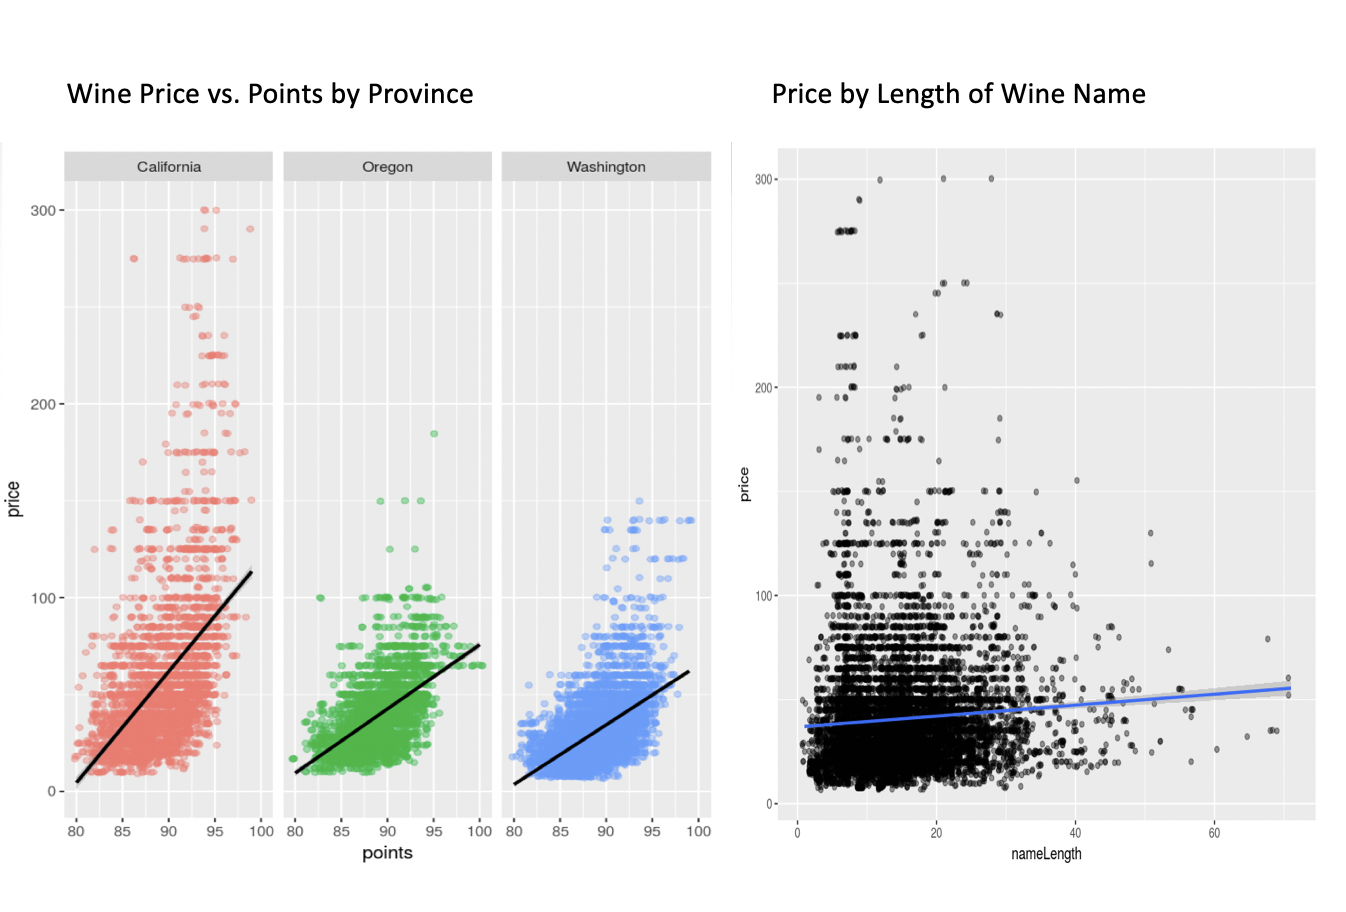 Wine Price vs. Points by Province
California Oregon Washington
300
200
100
0
price
80 85 90 95 100 80 85 90 95 100 80 85 90 95 100
points
Price by Length of Wine Name
300
200
100
0
price
0 20 40 60
nameLength